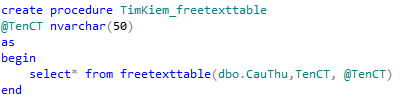 create procedure TimKiem_freetexttable
@TenCT nvarchar(50)
as
begin
    select* from freetexttable(dbo.CauThu,TenCT, @TenCT)
end